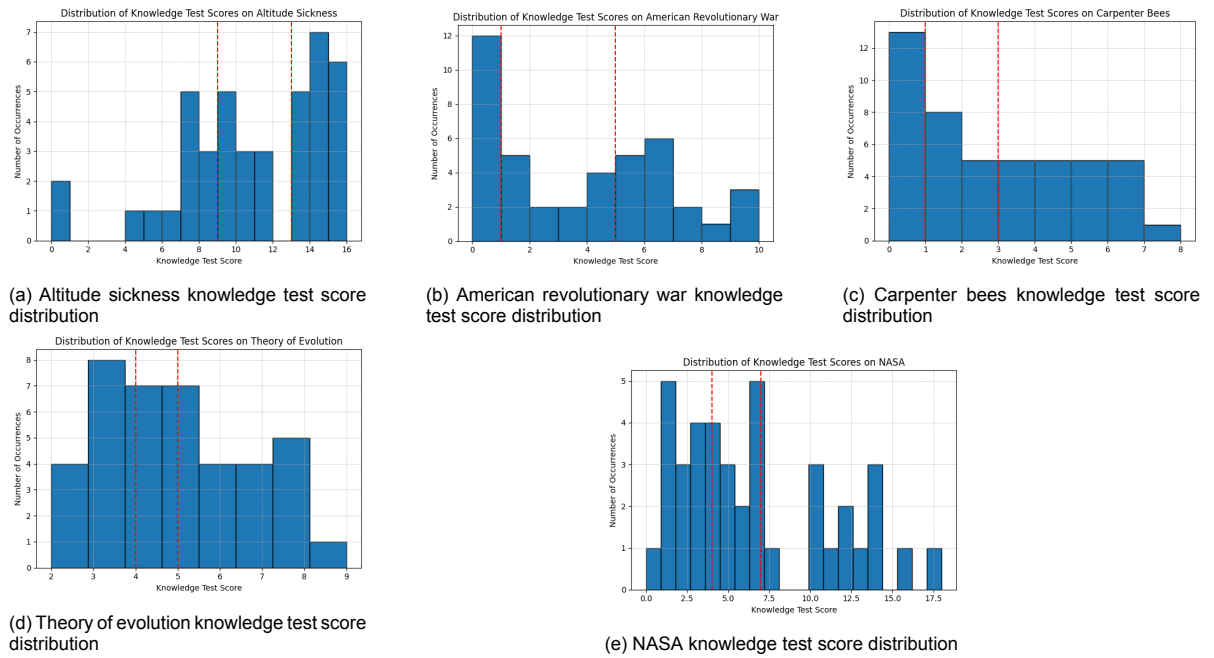 Distribution of Knowledge Test Scores on Altitude Sickness
7
6
5
4
3
2
1
0
Number of Occurrences
0 2 4 6 8 10 12 14 16
Knowledge Test Score
(a) Altitude sickness knowledge test score
distribution
Distribution of Knowledge Test Scores on American Revolutionary War
12
10
8
6
4
2
0
Number of Occurrences
0 2 4 6 8 10
Knowledge Test Score
(b) American revolutionary war knowledge
test score distribution
Distribution of Knowledge Test Scores on Carpenter Bees
12
10
8
6
4
2
0
Number of Occurrences
0 1 2 3 4 5 6 7 8
Knowledge Test Score
(c) Carpenter bees knowledge test score
distribution
Distribution of Knowledge Test Scores on Theory of Evolution
8
7
6
5
4
3
2
1
0
Number of Occurrences
2 3 4 5 6 7 8 9
Knowledge Test Score
(d) Theory of evolution knowledge test score
distribution
Distribution of Knowledge Test Scores on NASA
5
4
3
2
1
0
Number of Occurrences
0.0 2.5 5.0 7.5 10.0 12.5 15.0 17.5
Knowledge Test Score
(e) NASA knowledge test score distribution